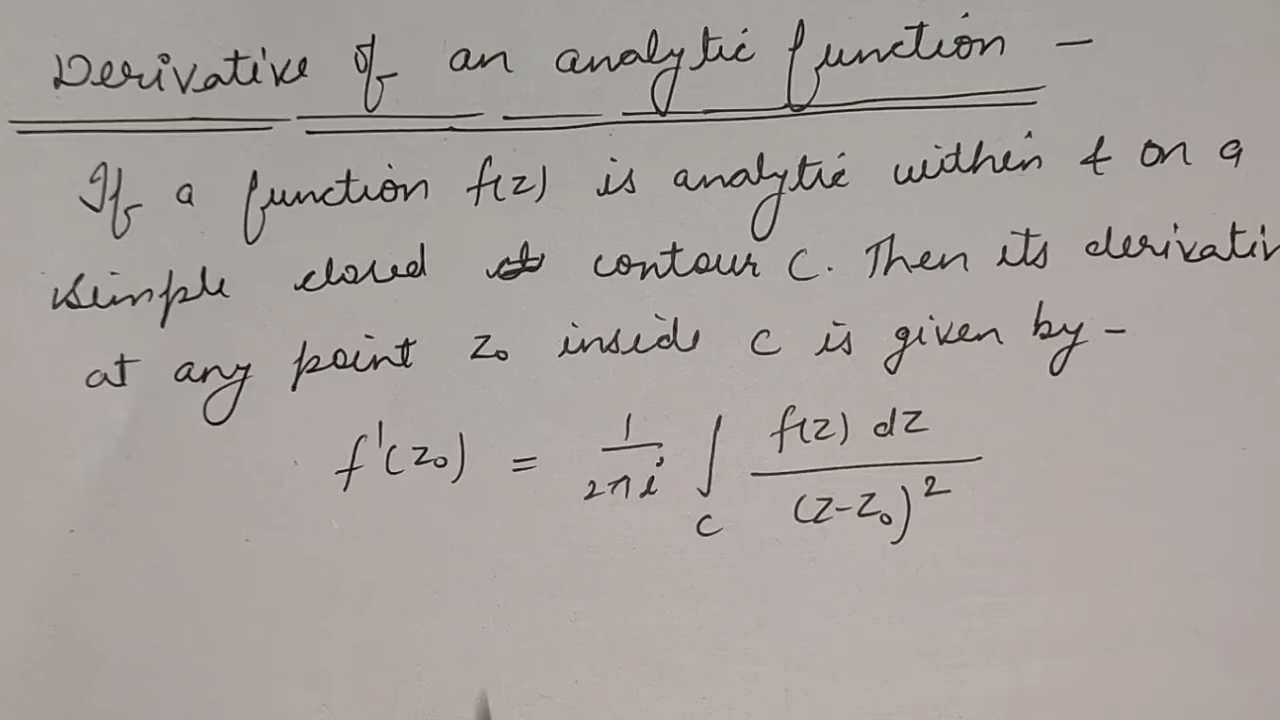 Derivative of an analytic function –
If a function f(z) is analytic within & on a
simple closed contour C. Then its derivativ
at any point z₀ inside C is given by –
f'(z₀) = 1/2πi ∫_C f(z) dz/(z-z₀)²